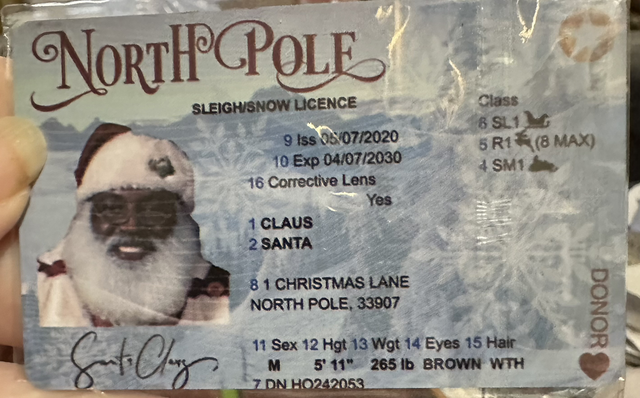 NORTH POLE
SLEIGH/SNOW LICENCE
Class
6 SL1
5 R1 (8 MAX)
4 SM1
9 Iss 05/07/2020
10 Exp 04/07/2030
16 Corrective Lens
Yes
1 CLAUS
2 SANTA
8 1 CHRISTMAS LANE
NORTH POLE, 33907
11 Sex 12 Hgt 13 Wgt 14 Eyes 15 Hair
M 5' 11" 265 lb BROWN WTH
7 DN HO242053
Santa Claus
DONOR